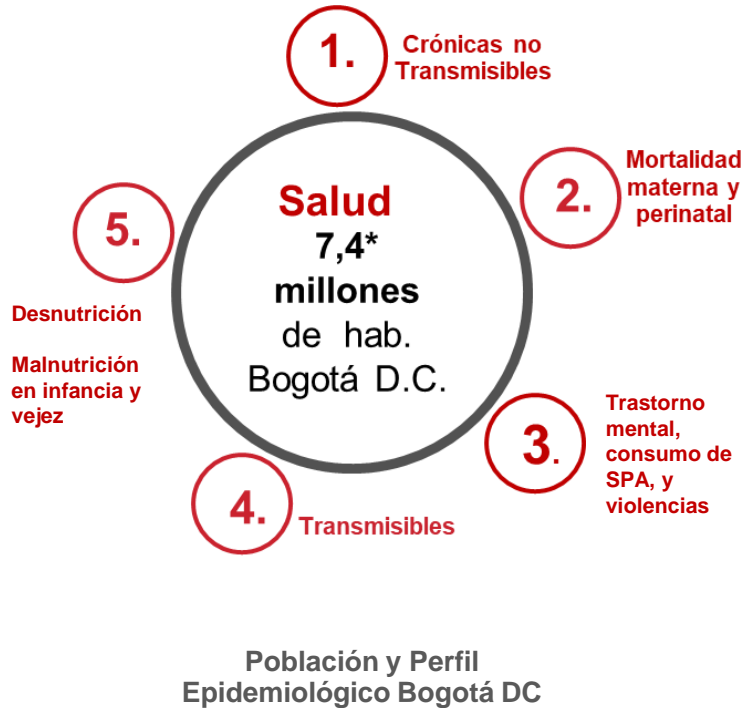 1.
Crónicas no
Transmisibles
2.
Mortalidad
materna y
perinatal
Salud
7,4*
millones
de hab.
Bogotá D.C.
5.
Desnutrición
Malnutrición
en infancia y
vejez
3.
Trastorno
mental,
consumo de
SPA, y
violencias
4.
Transmisibles
Población y Perfil
Epidemiológico Bogotá DC